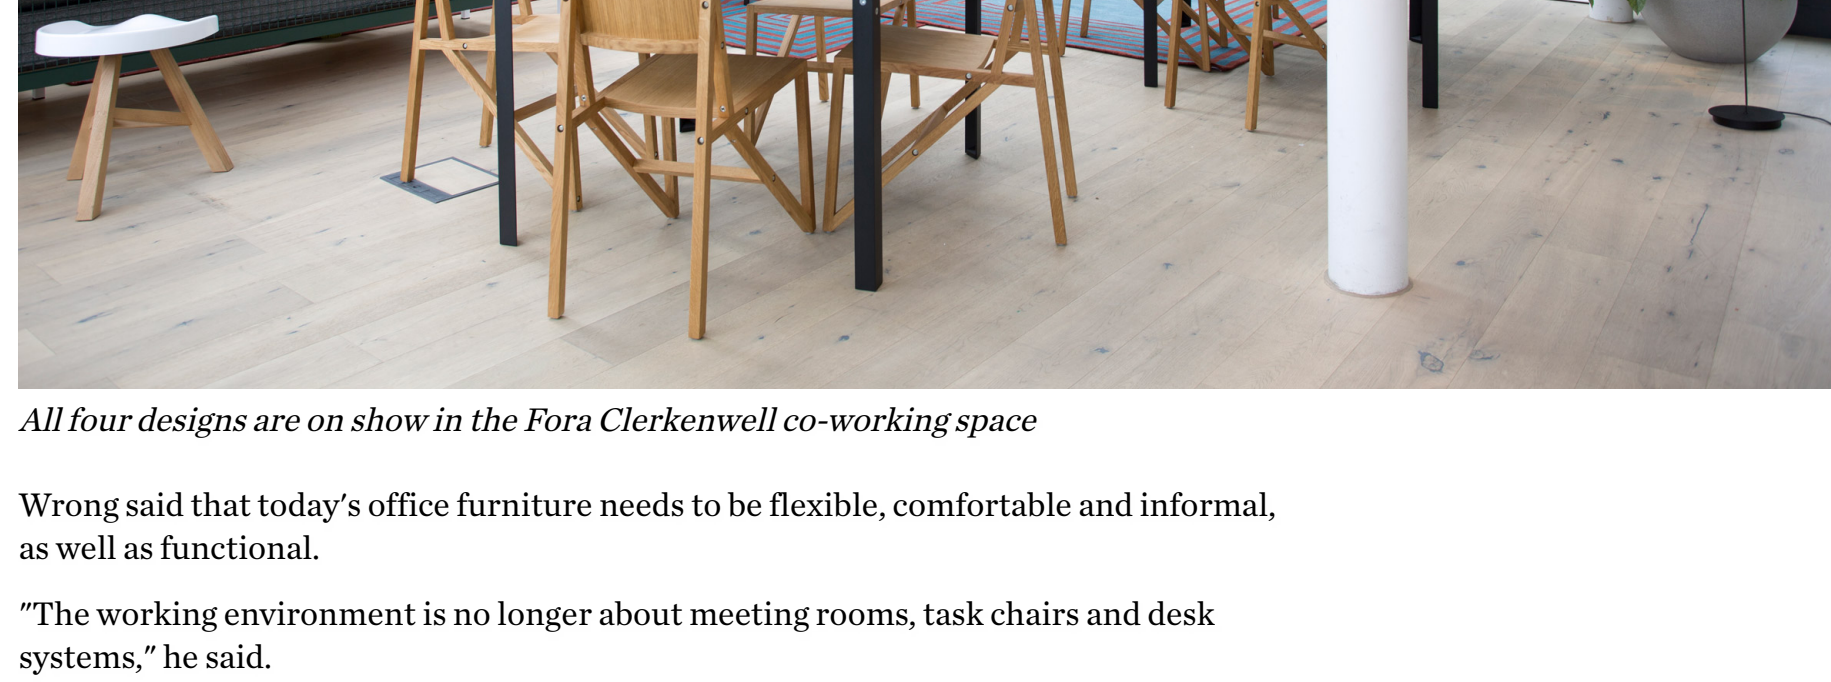 All four designs are on show in the Fora Clerkenwell co-working space
Wrong said that today's office furniture needs to be flexible, comfortable and informal,
as well as functional.
"The working environment is no longer about meeting rooms, task chairs and desk
systems," he said.